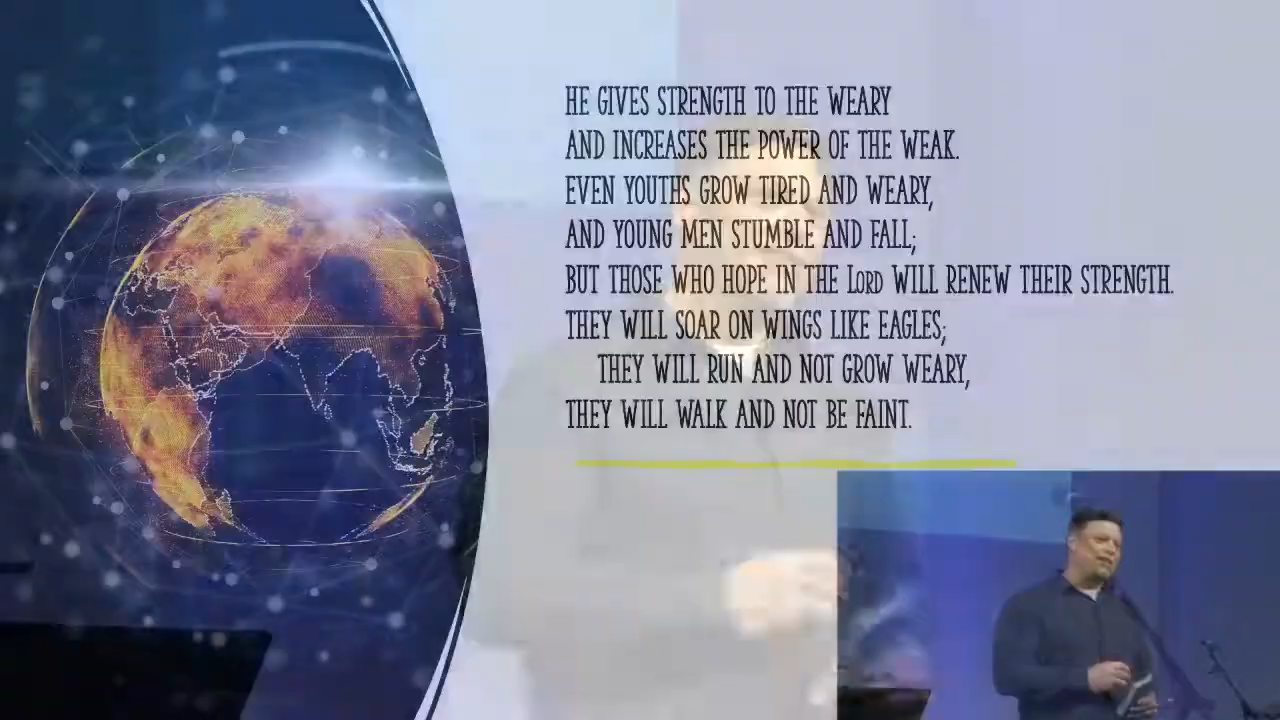 HE GIVES STRENGTH TO THE WEARY
AND INCREASES THE POWER OF THE WEAK.
EVEN YOUTHS GROW TIRED AND WEARY,
AND YOUNG MEN STUMBLE AND FALL;
BUT THOSE WHO HOPE IN THE LORD WILL RENEW THEIR STRENGTH.
THEY WILL SOAR ON WINGS LIKE EAGLES;
THEY WILL RUN AND NOT GROW WEARY,
THEY WILL WALK AND NOT BE FAINT.